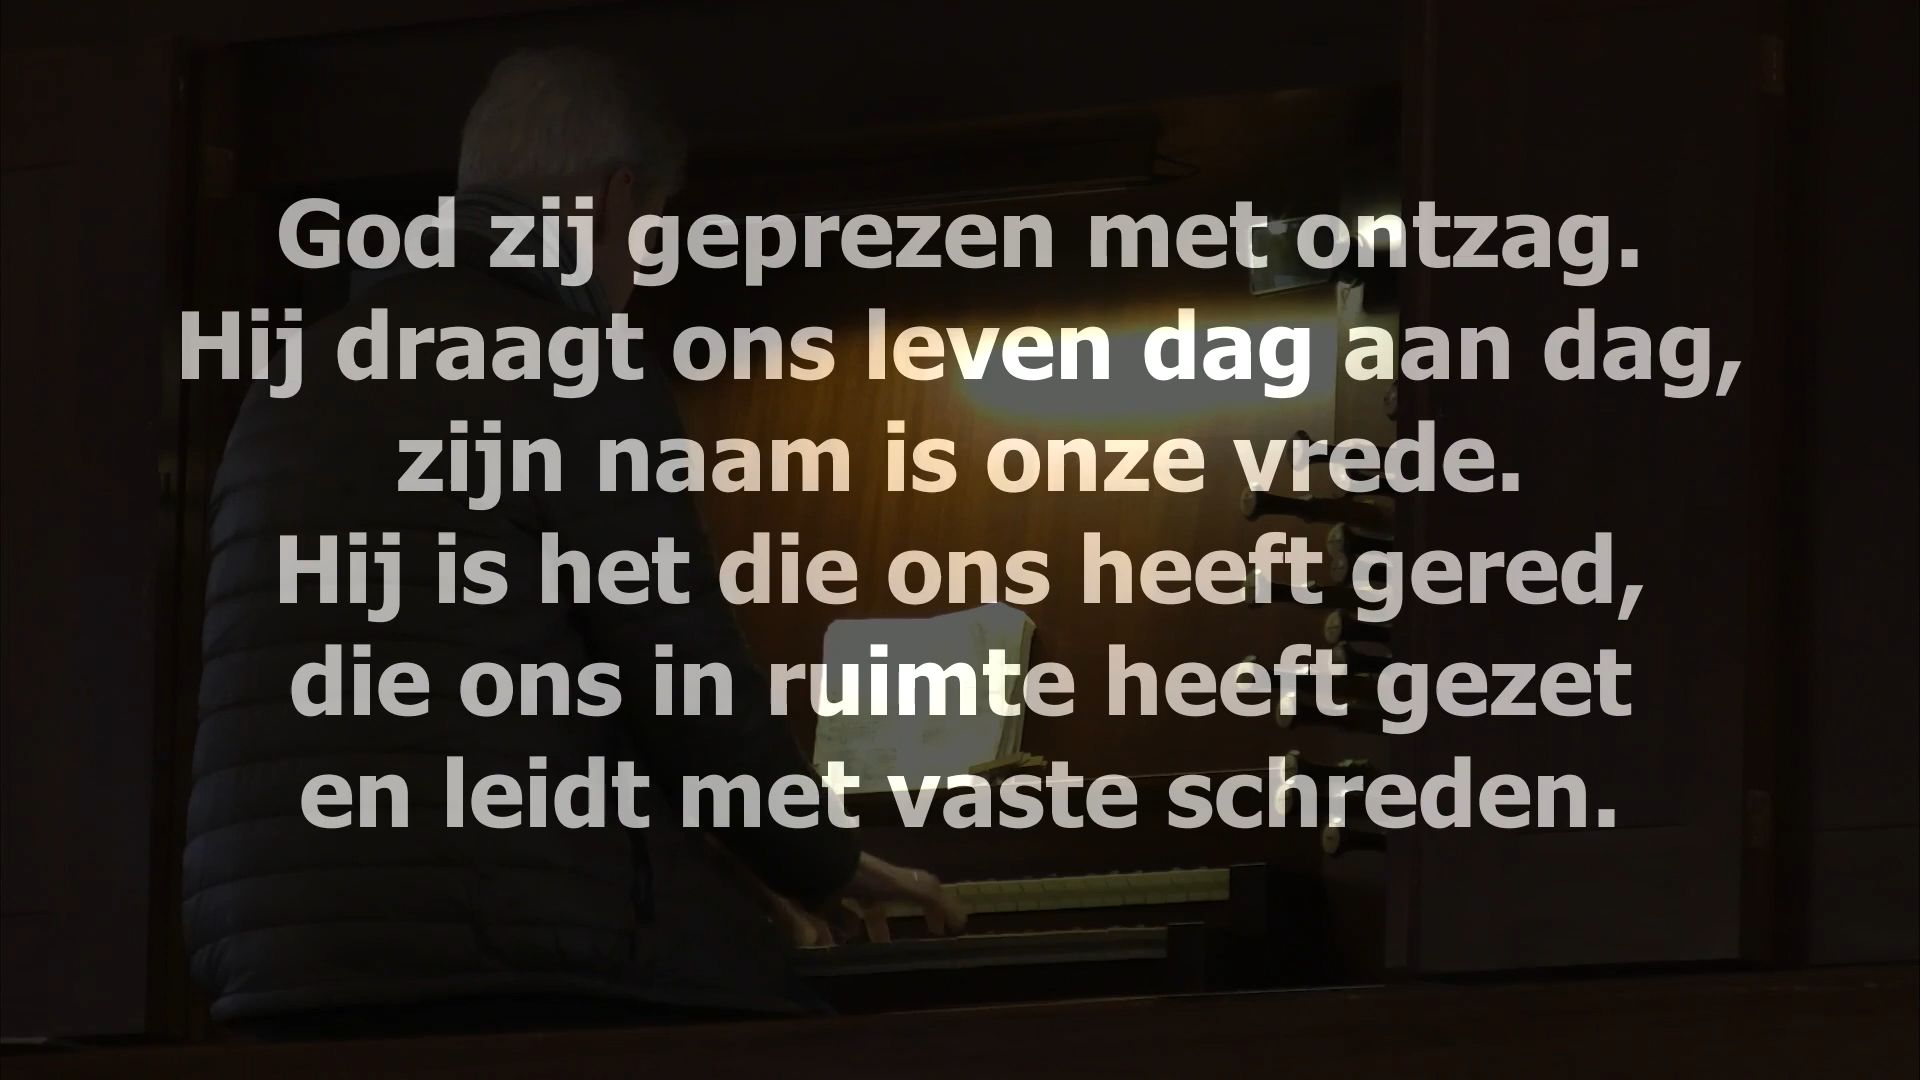 God zij geprezen met ontzag.
Hij draagt ons leven dag aan dag,
zijn naam is onze vrede.
Hij is het die ons heeft gered,
die ons in ruimte heeft gezet
en leidt met vaste schreden.